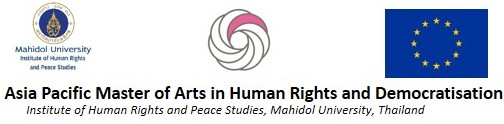 Mahidol University
Institute of Human Rights
and Peace Studies
Asia Pacific Master of Arts in Human Rights and Democratisation
Institute of Human Rights and Peace Studies, Mahidol University, Thailand